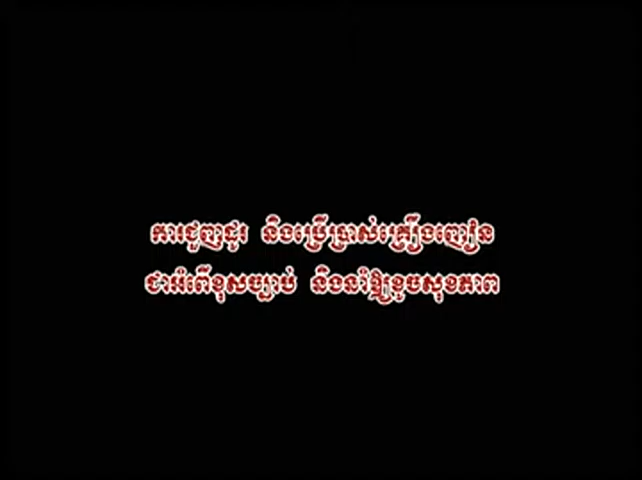 ការជួញដូរ និងប្រើប្រាស់គ្រឿងញៀន
ជាអំពើខុសច្បាប់ និងនាំឱ្យខូចសុខភាព